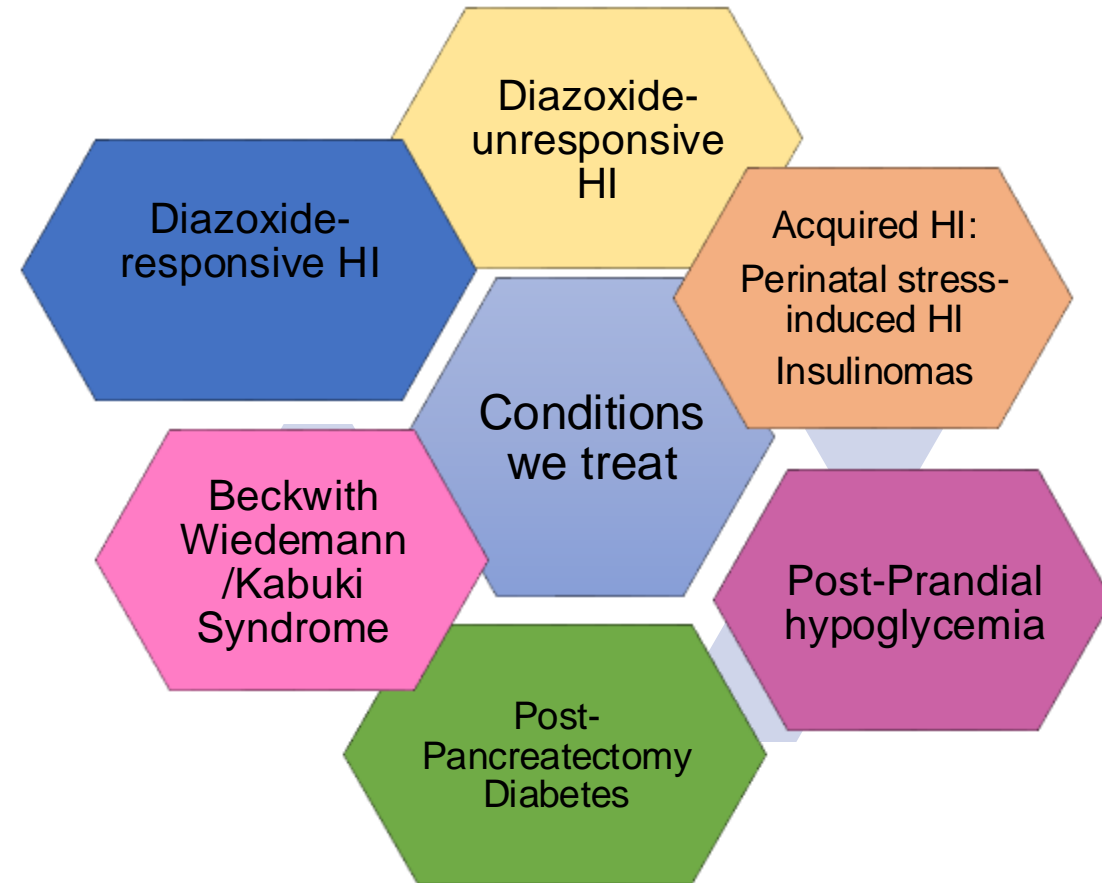 Diazoxide-
unresponsive
HI
Diazoxide-
responsive HI
Acquired HI:
Perinatal stress-
induced HI
Insulinomas
Conditions
we treat
Beckwith
Wiedemann
/Kabuki
Syndrome
Post-Prandial
hypoglycemia
Post-
Pancreatectomy
Diabetes